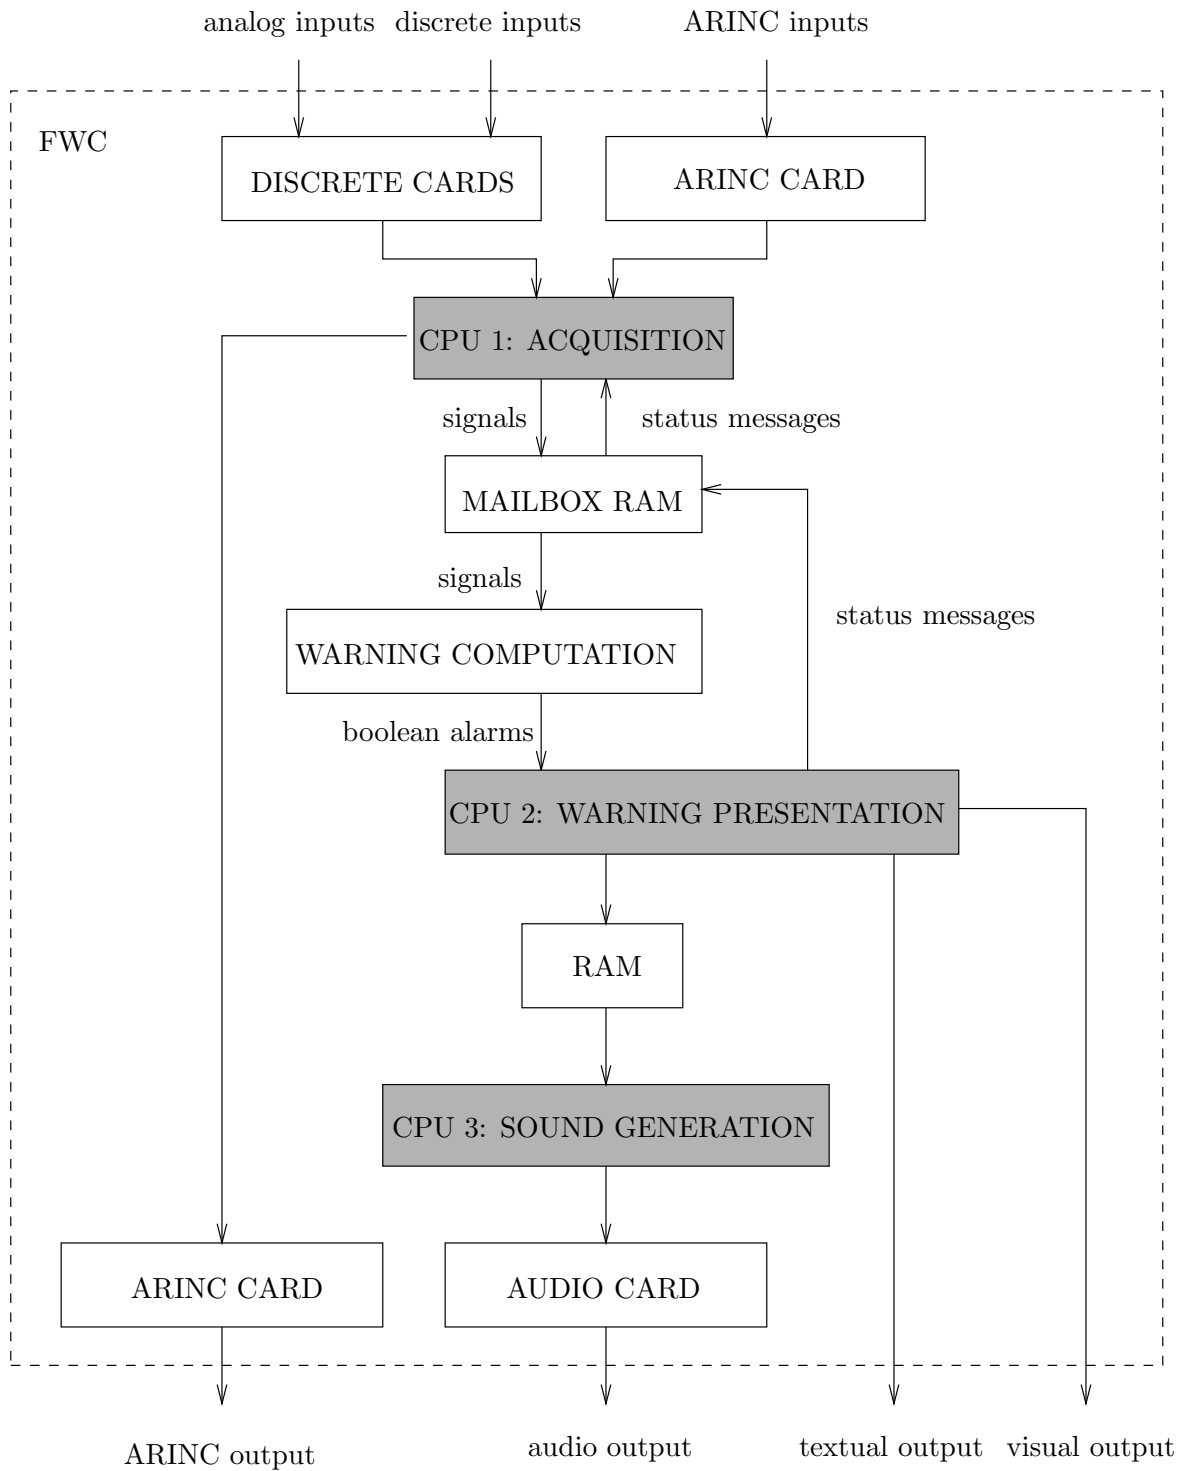 analog inputs
discrete inputs
ARINC inputs
FWC
DISCRETE CARDS
ARINC CARD
CPU 1: ACQUISITION
signals
status messages
MAILBOX RAM
signals
status messages
WARNING COMPUTATION
boolean alarms
CPU 2: WARNING PRESENTATION
RAM
CPU 3: SOUND GENERATION
ARINC CARD
AUDIO CARD
ARINC output
audio output
textual output
visual output